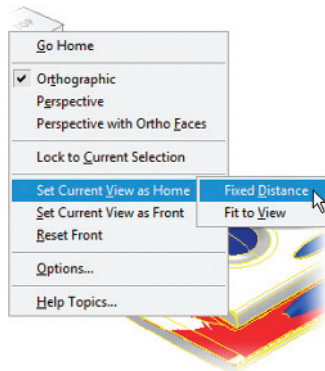 TOP
Go Home
Orthographic
Perspective
Perspective with Ortho Faces
Lock to Current Selection
Set Current View as Home
Fixed Distance
Set Current View as Front
Fit to View
Reset Front
Options...
Help Topics...